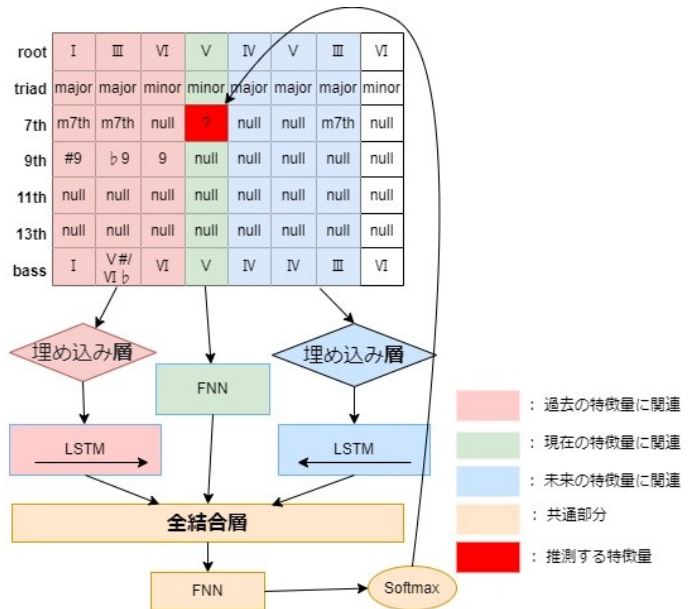 root Ⅰ Ⅲ Ⅵ Ⅴ Ⅳ Ⅴ Ⅲ Ⅵ
triad major major minor minor major major major minor
7th m7th m7th null ? null null m7th null
9th #9 ♭9 9 null null null null null
11th null null null null null null null null
13th null null null null null null null null
bass Ⅰ Ⅴ#/Ⅵ♭ Ⅵ Ⅴ Ⅳ Ⅳ Ⅲ Ⅵ
埋め込み層
埋め込み層
FNN
LSTM
LSTM
全結合層
FNN
Softmax
: 過去の特徴量に関連
: 現在の特徴量に関連
: 未来の特徴量に関連
: 共通部分
: 推測する特徴量